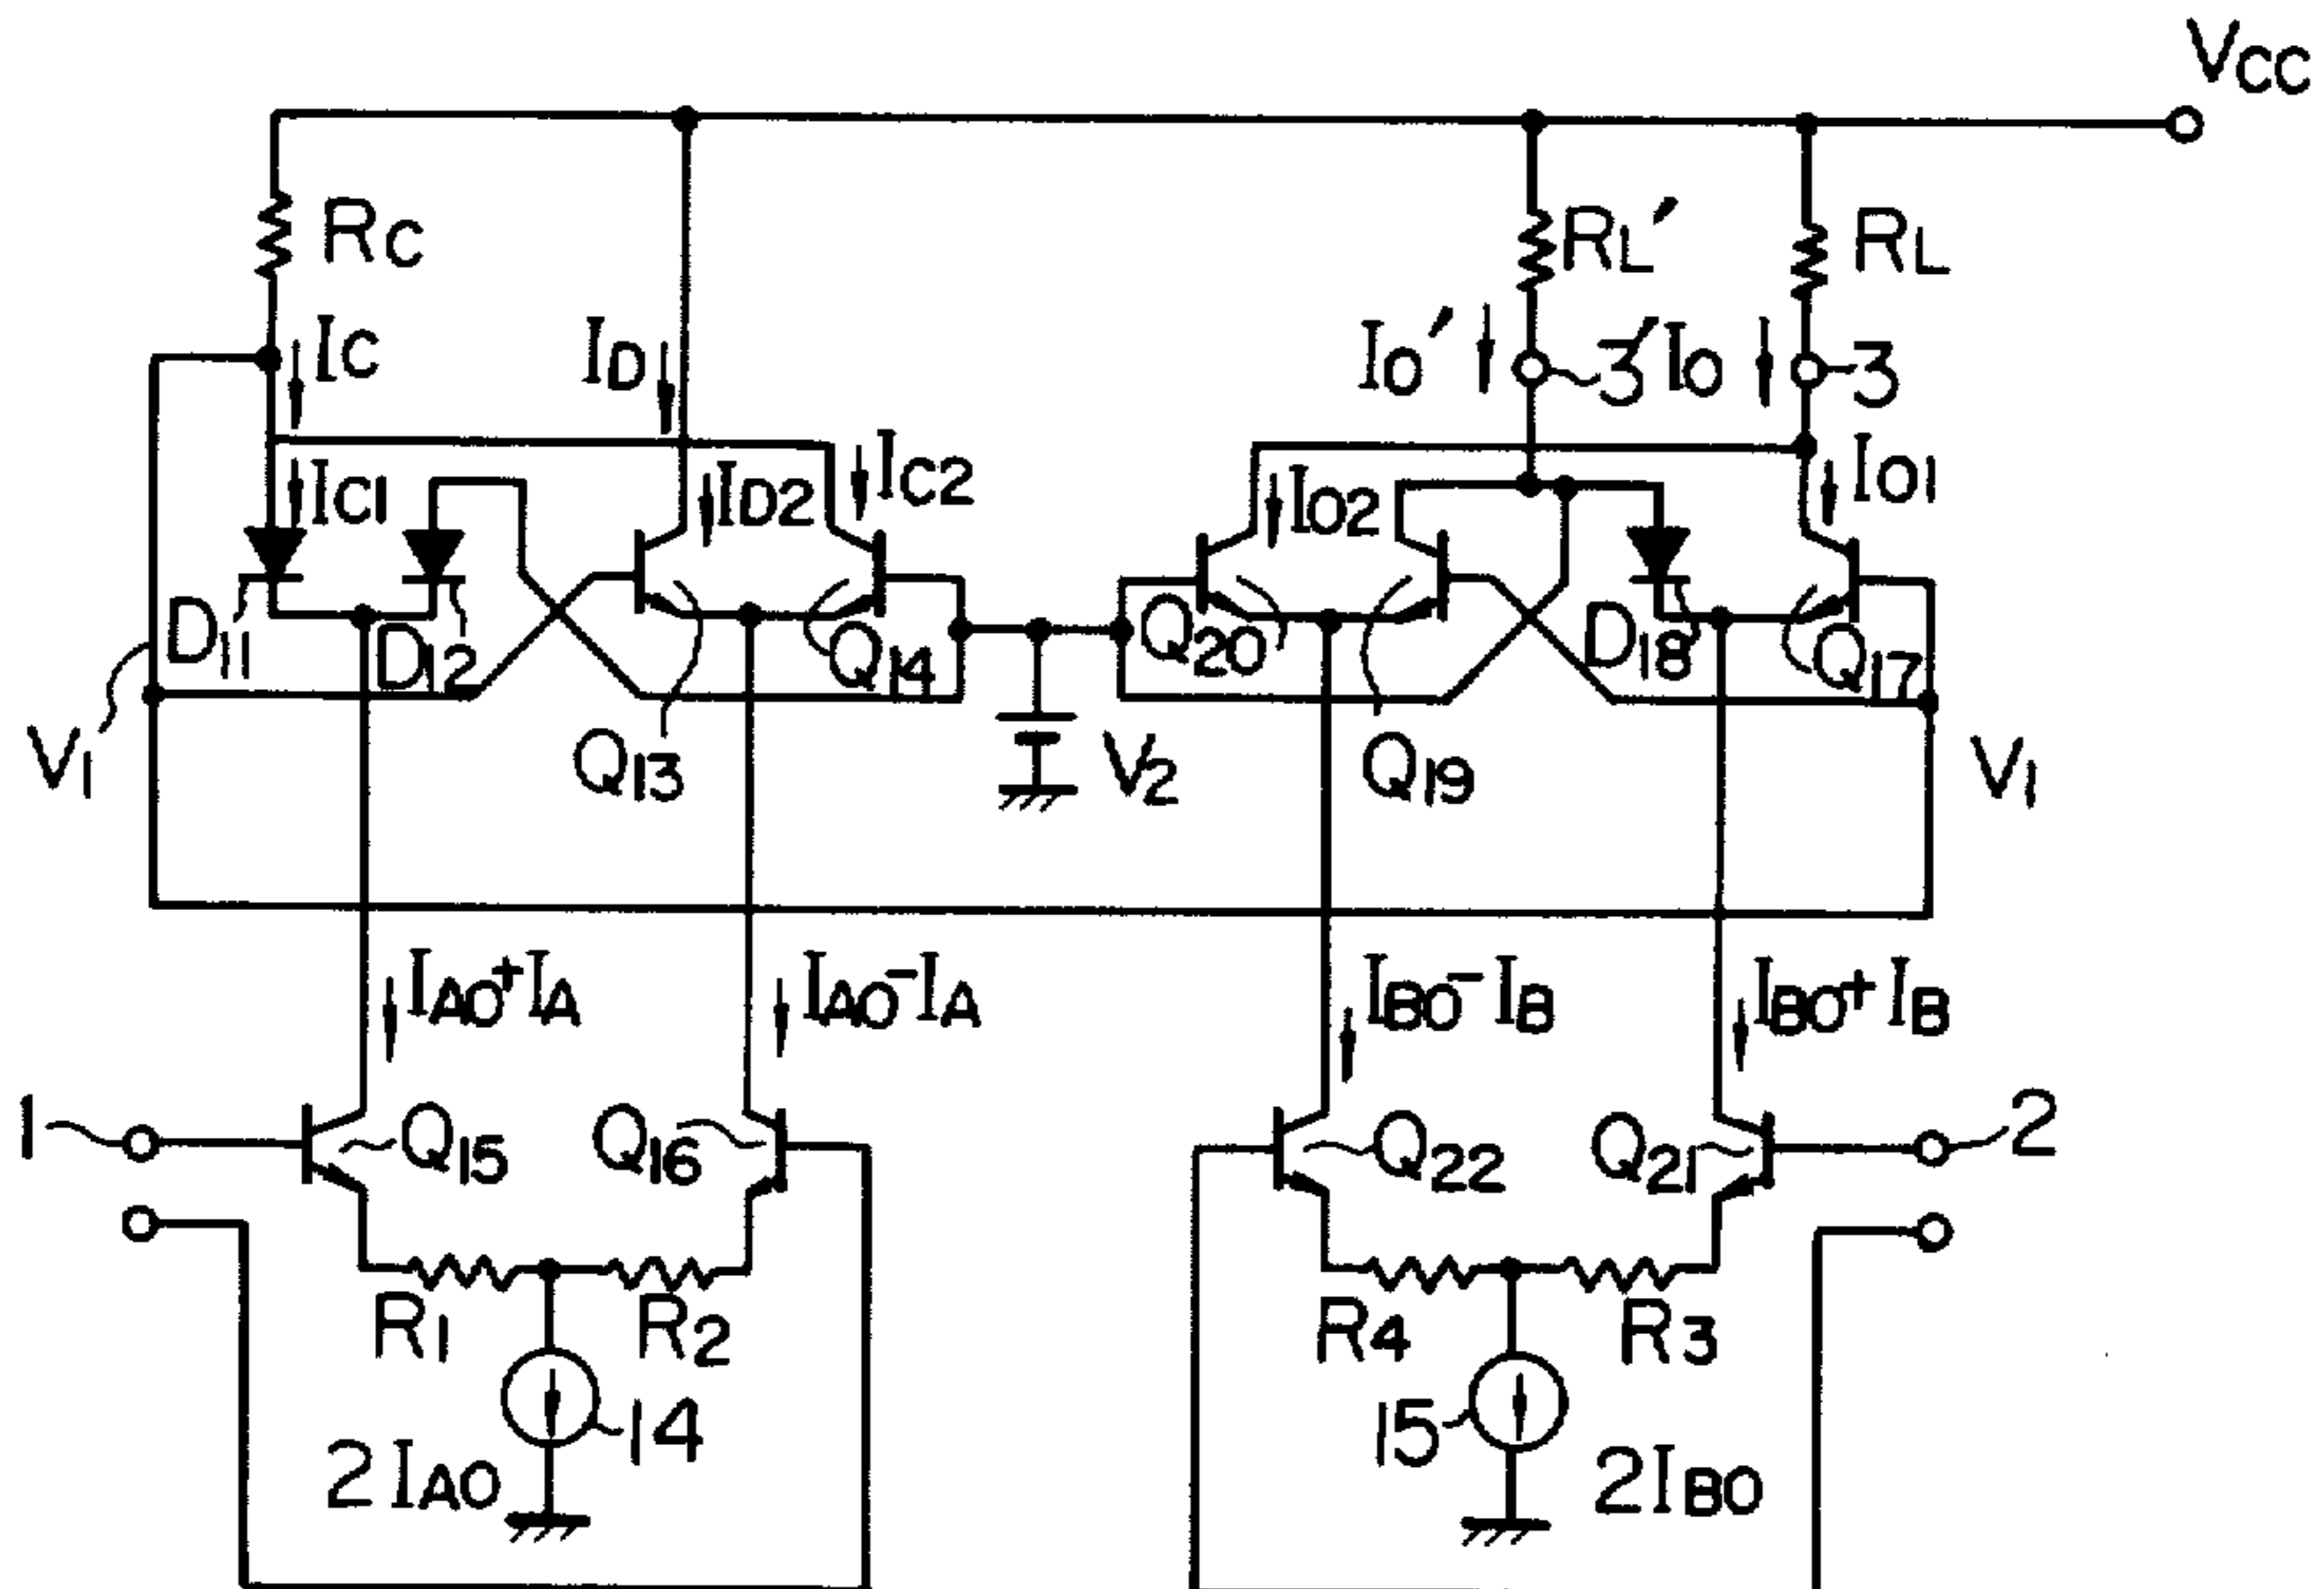 VCC
RC
RL'
RL
IC
ID
IO'
3'
IO
3
IC1
ID2
IC2
IO2
IO1
D11
D12
Q14
Q20
D18
Q17
V1
Q13
V2
Q19
V1
IAO+IA
IAO-IA
IBO-IB
IBO+IB
1
Q15
Q16
Q22
Q21
2
R1
R2
R4
R3
14
15
2IAO
2IBO